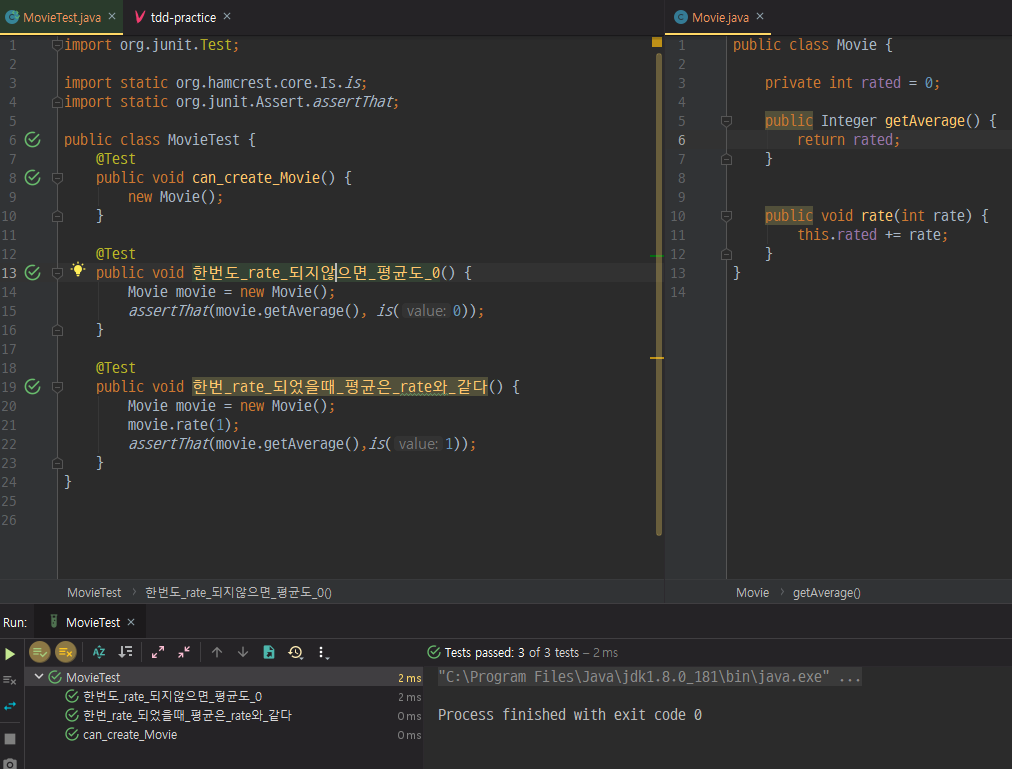 MovieTest.java
tdd-practice
Movie.java
1 import org.junit.Test;
2
3 import static org.hamcrest.core.Is.is;
4 import static org.junit.Assert.assertThat;
5
6 public class MovieTest {
7 @Test
8 public void can_create_Movie() {
9 new Movie();
10 }
11
12 @Test
13 public void 한번도_rate_되지않으면_평균도_0() {
14 Movie movie = new Movie();
15 assertThat(movie.getAverage(), is( value: 0));
16 }
17
18 @Test
19 public void 한번_rate_되었을때_평균은_rate와_같다() {
20 Movie movie = new Movie();
21 movie.rate(1);
22 assertThat(movie.getAverage(),is( value: 1));
23 }
24 }
25
26
MovieTest 한번도_rate_되지않으면_평균도_0()
1 public class Movie {
2
3 private int rated = 0;
4
5 public Integer getAverage() {
6 return rated;
7 }
8
9
10 public void rate(int rate) {
11 this.rated += rate;
12 }
13 }
14
Movie getAverage()
Run: MovieTest
Tests passed: 3 of 3 tests – 2 ms
MovieTest 2 ms
한번도_rate_되지않으면_평균도_0 2 ms
한번_rate_되었을때_평균은_rate와_같다 0 ms
can_create_Movie 0 ms
"C:\Program Files\Java\jdk1.8.0_181\bin\java.exe" ...
Process finished with exit code 0